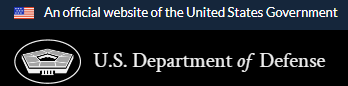 An official website of the United States Government
U.S. Department of Defense